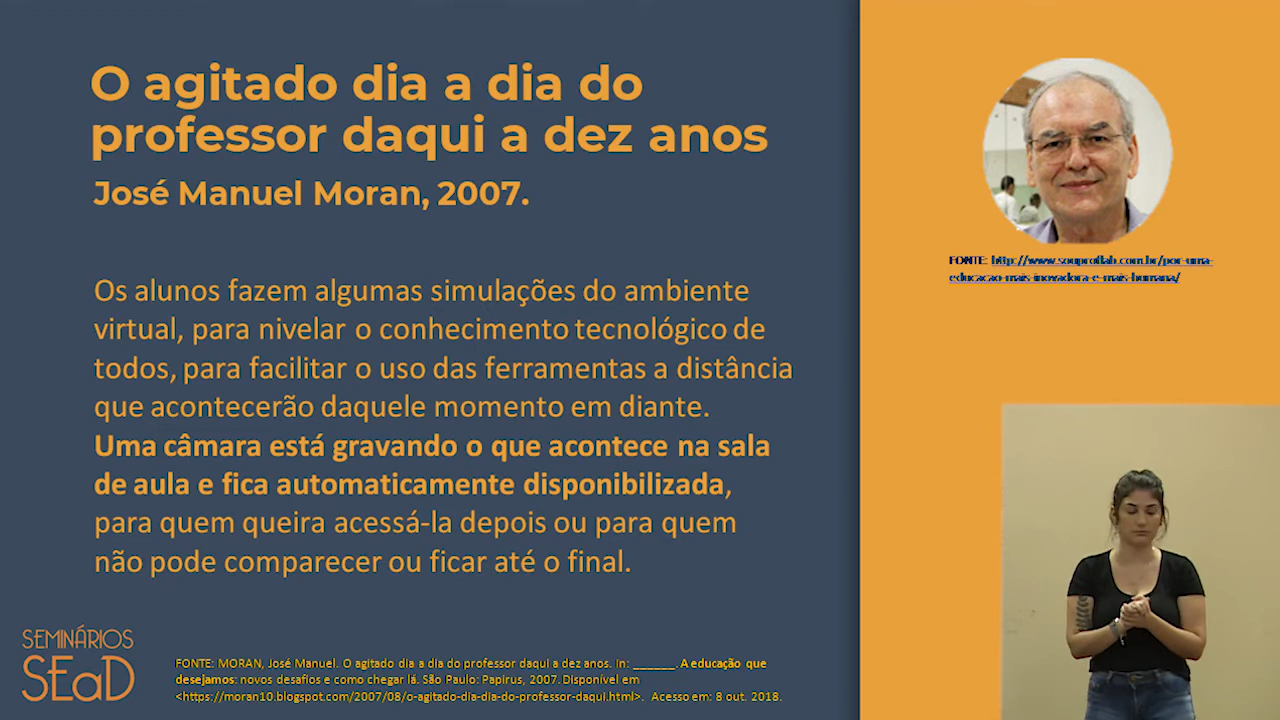 O agitado dia a dia do
professor daqui a dez anos
José Manuel Moran, 2007.
Os alunos fazem algumas simulações do ambiente
virtual, para nivelar o conhecimento tecnológico de
todos, para facilitar o uso das ferramentas a distância
que acontecerão daquele momento em diante.
Uma câmara está gravando o que acontece na sala
de aula e fica automaticamente disponibilizada,
para quem queira acessá-la depois ou para quem
não pode comparecer ou ficar até o final.
SEMINÁRIOS
SEaD
FONTE: MORAN, José Manuel. O agitado dia a dia do professor daqui a dez anos. In: ______. A educação que
desejamos: novos desafios e como chegar lá. São Paulo: Papirus, 2007. Disponível em
<https://moran10.blogspot.com/2007/08/o-agitado-dia-dia-do-professor-daqui.html>. Acesso em: 8 out. 2018.
FONTE: http://www.souproflab.com.br/por-uma-
educacao-mais-inovadora-e-mais-humana/